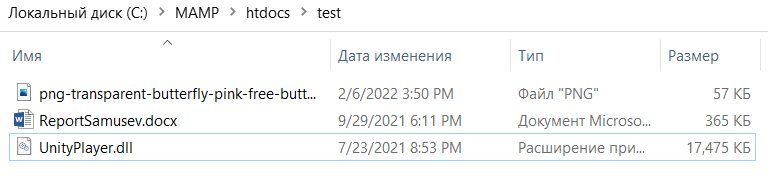 Локальный диск (C:) > MAMP > htdocs > test
Имя Дата изменения Тип Размер
png-transparent-butterfly-pink-free-butt... 2/6/2022 3:50 PM Файл "PNG" 57 КБ
ReportSamusev.docx 9/29/2021 6:11 PM Документ Microso... 365 КБ
UnityPlayer.dll 7/23/2021 8:53 PM Расширение при... 17,475 КБ